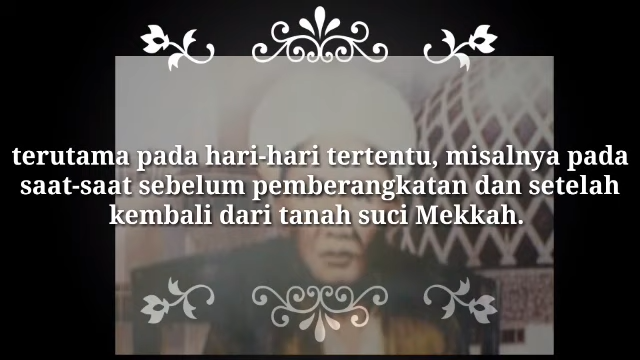 terutama pada hari-hari tertentu, misalnya pada
saat-saat sebelum pemberangkatan dan setelah
kembali dari tanah suci Mekkah.